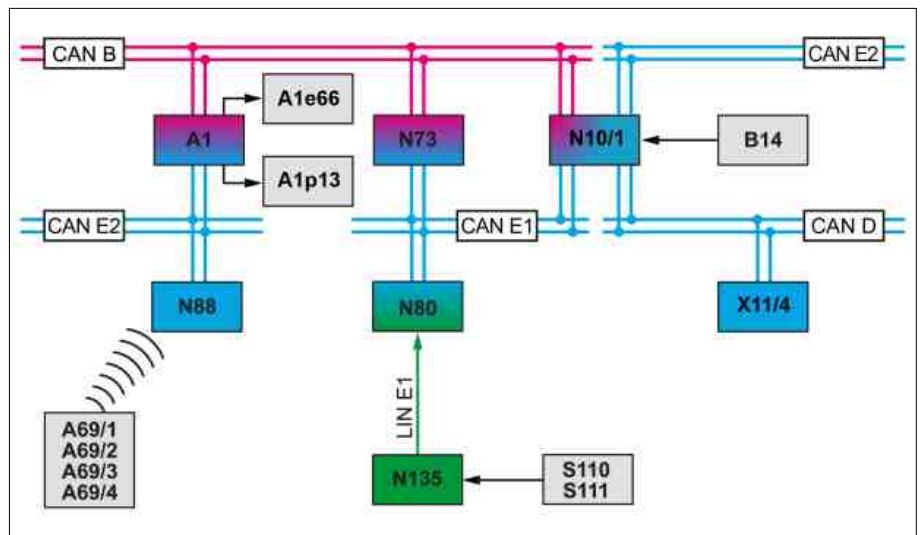 CAN B
CAN E2
A1e66
A1
N73
N10/1
B14
A1p13
CAN E2
CAN E1
CAN D
N88
N80
X11/4
LIN E1
A69/1
A69/2
A69/3
A69/4
N135
S110
S111